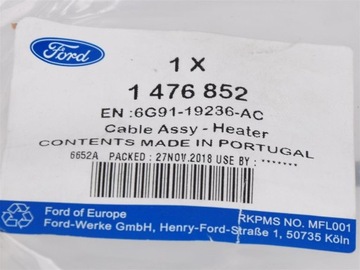 Ford
1 X
1 476 852
EN :6G91-19236-AC
Cable Assy - Heater
CONTENTS MADE IN PORTUGAL
6652A PACKED : 27NOV.2018 USE BY : *******
Ford of Europe
Ford-Werke GmbH, Henry-Ford-Straße 1, 50735 Köln
RKPMS NO. MFL001